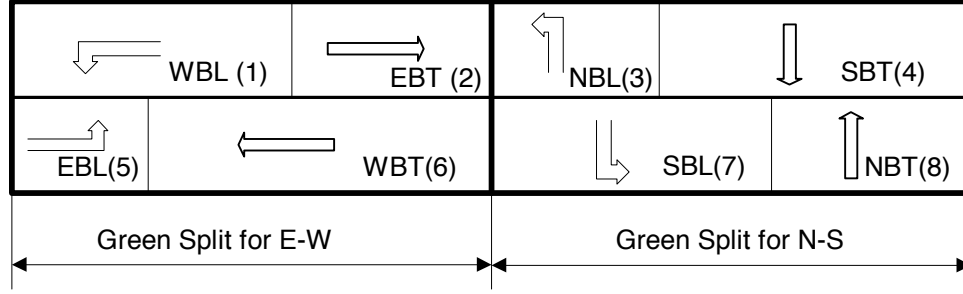 WBL (1)
EBT (2)
NBL(3)
SBT(4)
EBL(5)
WBT(6)
SBL(7)
NBT(8)
Green Split for E-W
Green Split for N-S